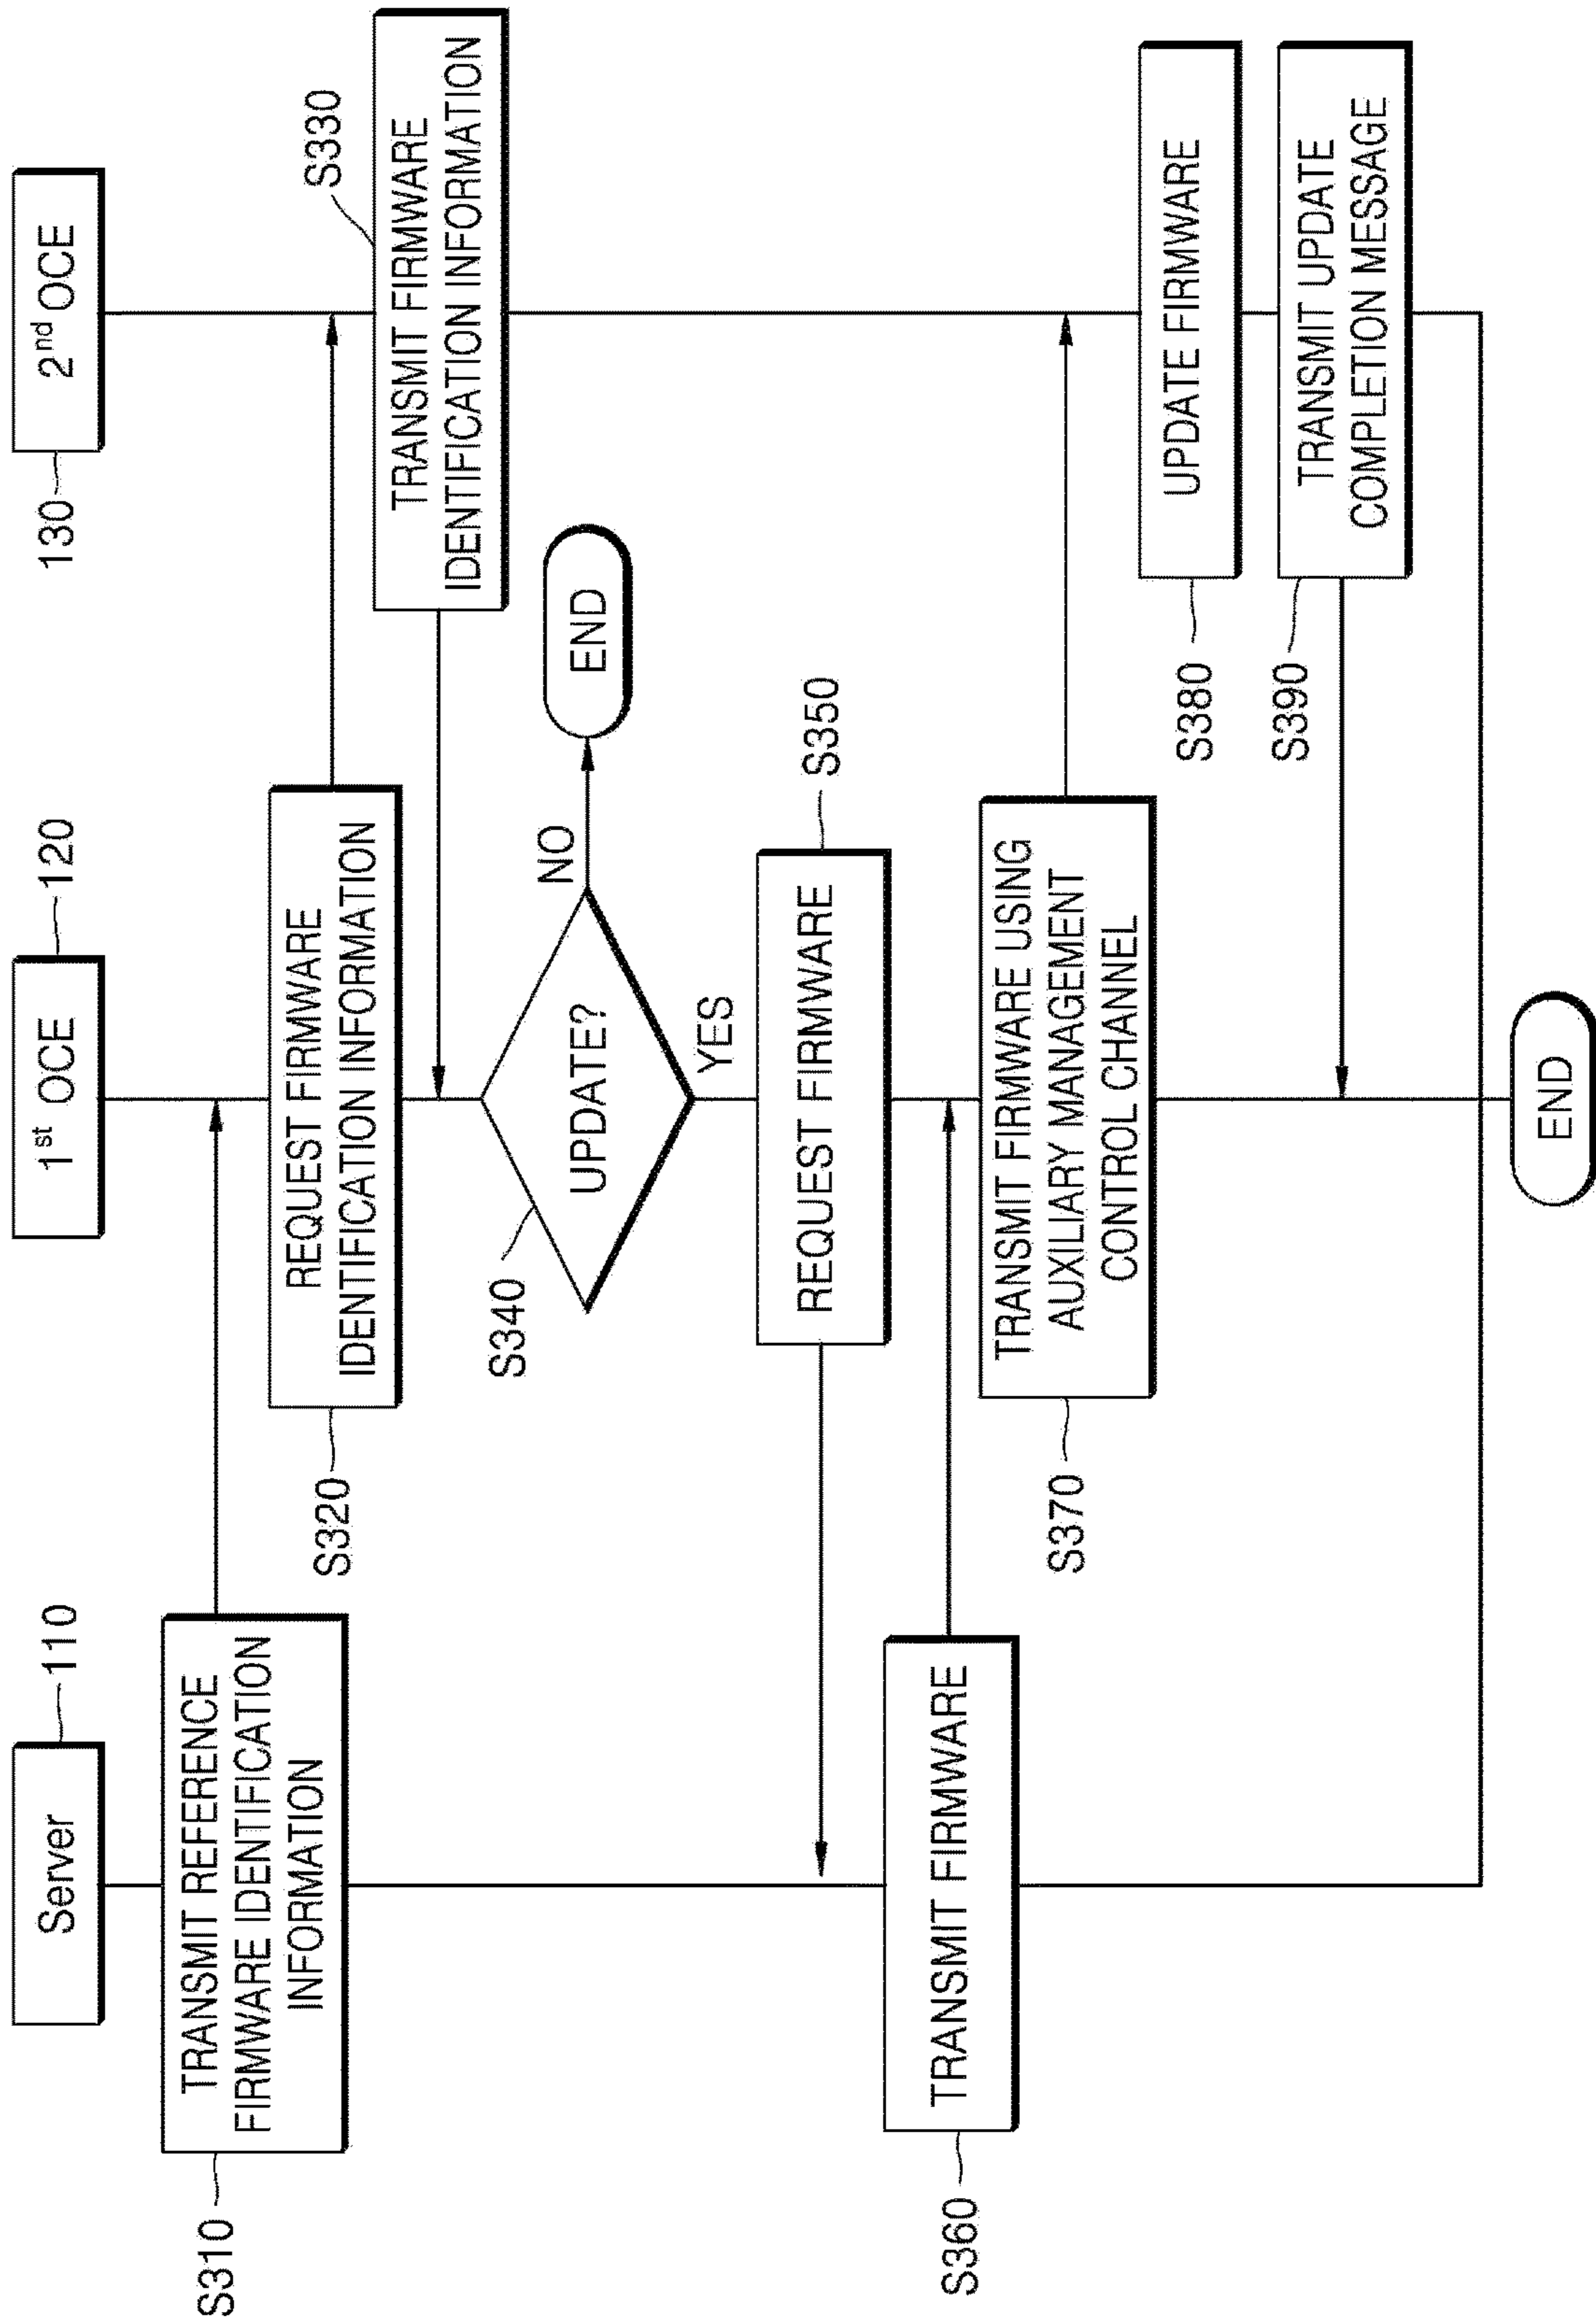 Server
110
1st OCE
120
130
2nd OCE
S310
TRANSMIT REFERENCE
FIRMWARE IDENTIFICATION
INFORMATION
S320
REQUEST FIRMWARE
IDENTIFICATION INFORMATION
S330
TRANSMIT FIRMWARE
IDENTIFICATION INFORMATION
S340
UPDATE?
NO
END
YES
REQUEST FIRMWARE
S350
S360
TRANSMIT FIRMWARE
S370
TRANSMIT FIRMWARE USING
AUXILIARY MANAGEMENT
CONTROL CHANNEL
S380
UPDATE FIRMWARE
S390
TRANSMIT UPDATE
COMPLETION MESSAGE
END